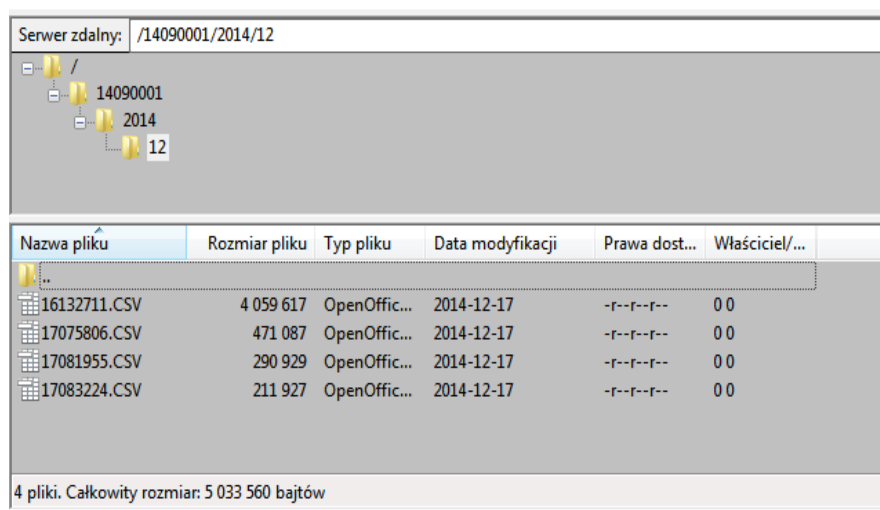 Serwer zdalny: /14090001/2014/12
/
14090001
2014
12
Nazwa pliku Rozmiar pliku Typ pliku Data modyfikacji Prawa dost... Właściciel/...
..
16132711.CSV 4 059 617 OpenOffic... 2014-12-17 -r--r--r-- 0 0
17075806.CSV 471 087 OpenOffic... 2014-12-17 -r--r--r-- 0 0
17081955.CSV 290 929 OpenOffic... 2014-12-17 -r--r--r-- 0 0
17083224.CSV 211 927 OpenOffic... 2014-12-17 -r--r--r-- 0 0
4 pliki. Całkowity rozmiar: 5 033 560 bajtów